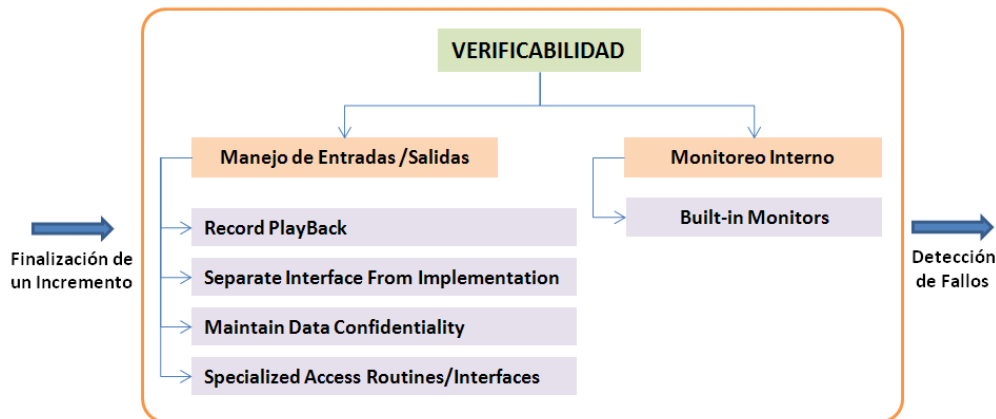 VERIFICABILIDAD
Manejo de Entradas /Salidas
Monitoreo Interno
Record PlayBack
Built-in Monitors
Separate Interface From Implementation
Maintain Data Confidentiality
Specialized Access Routines/Interfaces
Finalización de
un Incremento
Detección
de Fallos